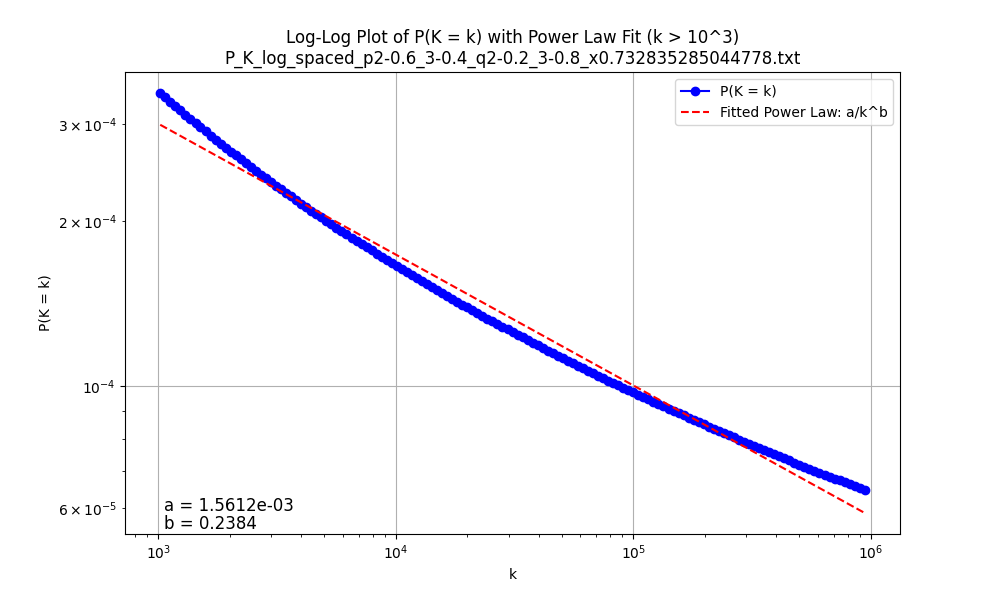 Log-Log Plot of P(K = k) with Power Law Fit (k > 10^3)
P_K_log_spaced_p2-0.6_3-0.4_q2-0.2_3-0.8_x0.732835285044778.txt
P(K = k)
Fitted Power Law: a/k^b
3 × 10⁻⁴
2 × 10⁻⁴
10⁻⁴
6 × 10⁻⁵
P(K = k)
a = 1.5612e-03
b = 0.2384
10³ 10⁴ 10⁵ 10⁶
k